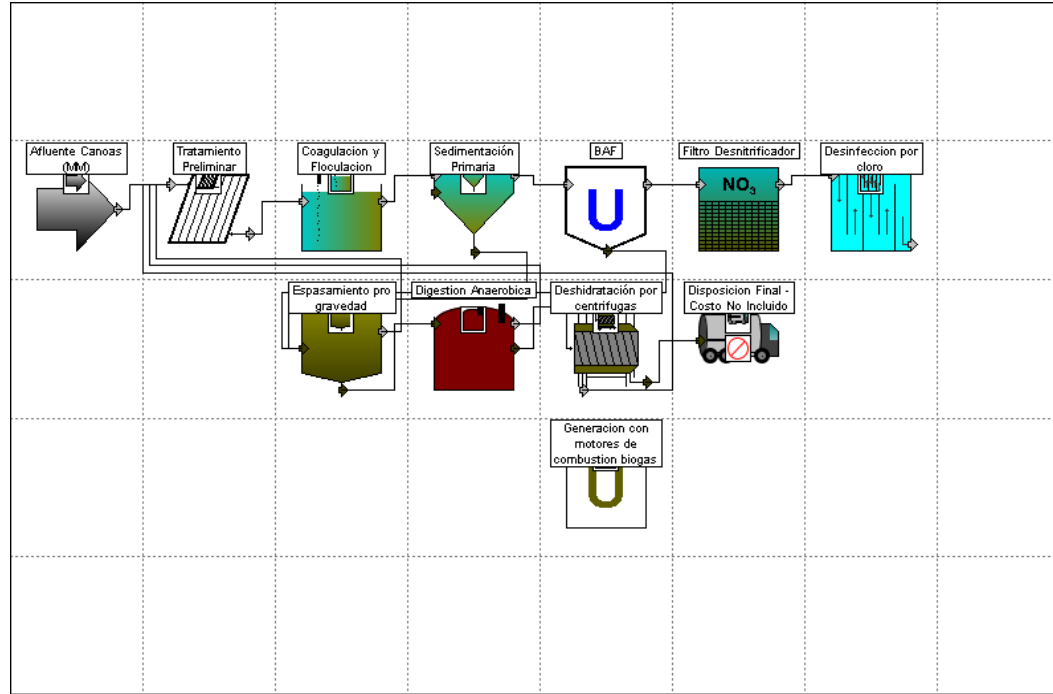 Afluente Canoas
(MM)
Tratamiento
Preliminar
Coagulacion y
Floculacion
Sedimentación
Primaria
BAF
Filtro Desnitrificador
Desinfeccion por
cloro
U
NO3
Espasamiento pro
gravedad
Digestion Anaerobica
Deshidratación por
centrifugas
Disposicion Final -
Costo No Incluido
Generacion con
motores de
combustion biogas
U